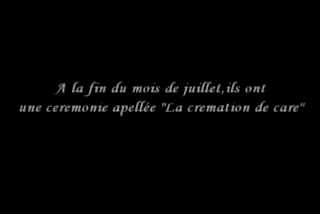 A la fin du mois de juillet,ils ont
une ceremonie apellée "La cremation de care"